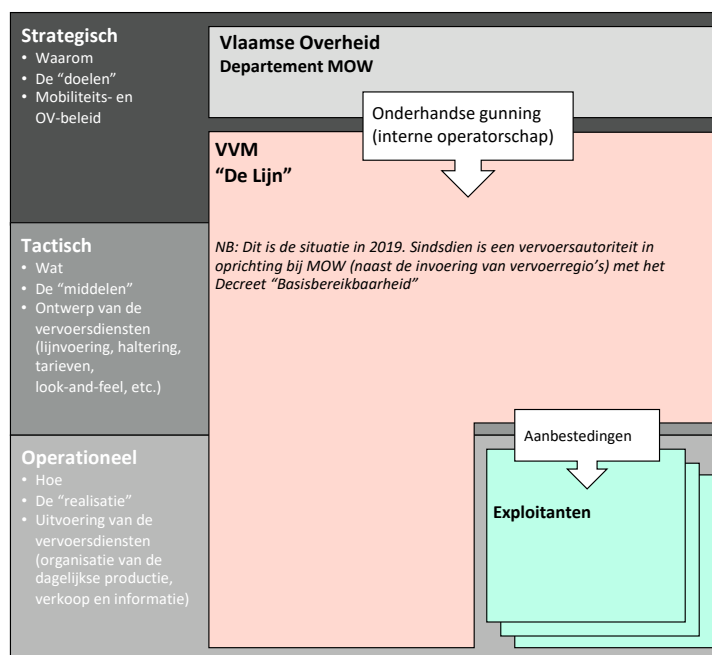 Strategisch
• Waarom
• De “doelen”
• Mobiliteits- en
OV-beleid
Vlaamse Overheid
Departement MOW
Onderhandse gunning
(interne operatorschap)
VVM
“De Lijn”
NB: Dit is de situatie in 2019. Sindsdien is een vervoersautoriteit in
oprichting bij MOW (naast de invoering van vervoerregio’s) met het
Decreet “Basisbereikbaarheid”
Tactisch
• Wat
• De “middelen”
• Ontwerp van de
vervoersdiensten
(lijnvoering, haltering,
tarieven,
look-and-feel, etc.)
Aanbestedingen
Exploitanten
Operationeel
• Hoe
• De “realisatie”
• Uitvoering van de
vervoersdiensten
(organisatie van de
dagelijkse productie,
verkoop en informatie)